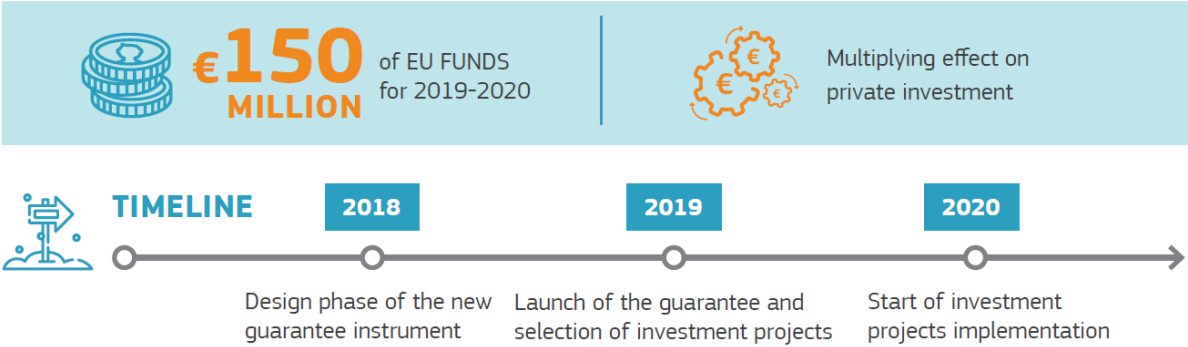 €150
MILLION
of EU FUNDS
for 2019-2020
€
€
€
Multiplying effect on
private investment
TIMELINE
2018
2019
2020
Design phase of the new
guarantee instrument
Launch of the guarantee and
selection of investment projects
Start of investment
projects implementation